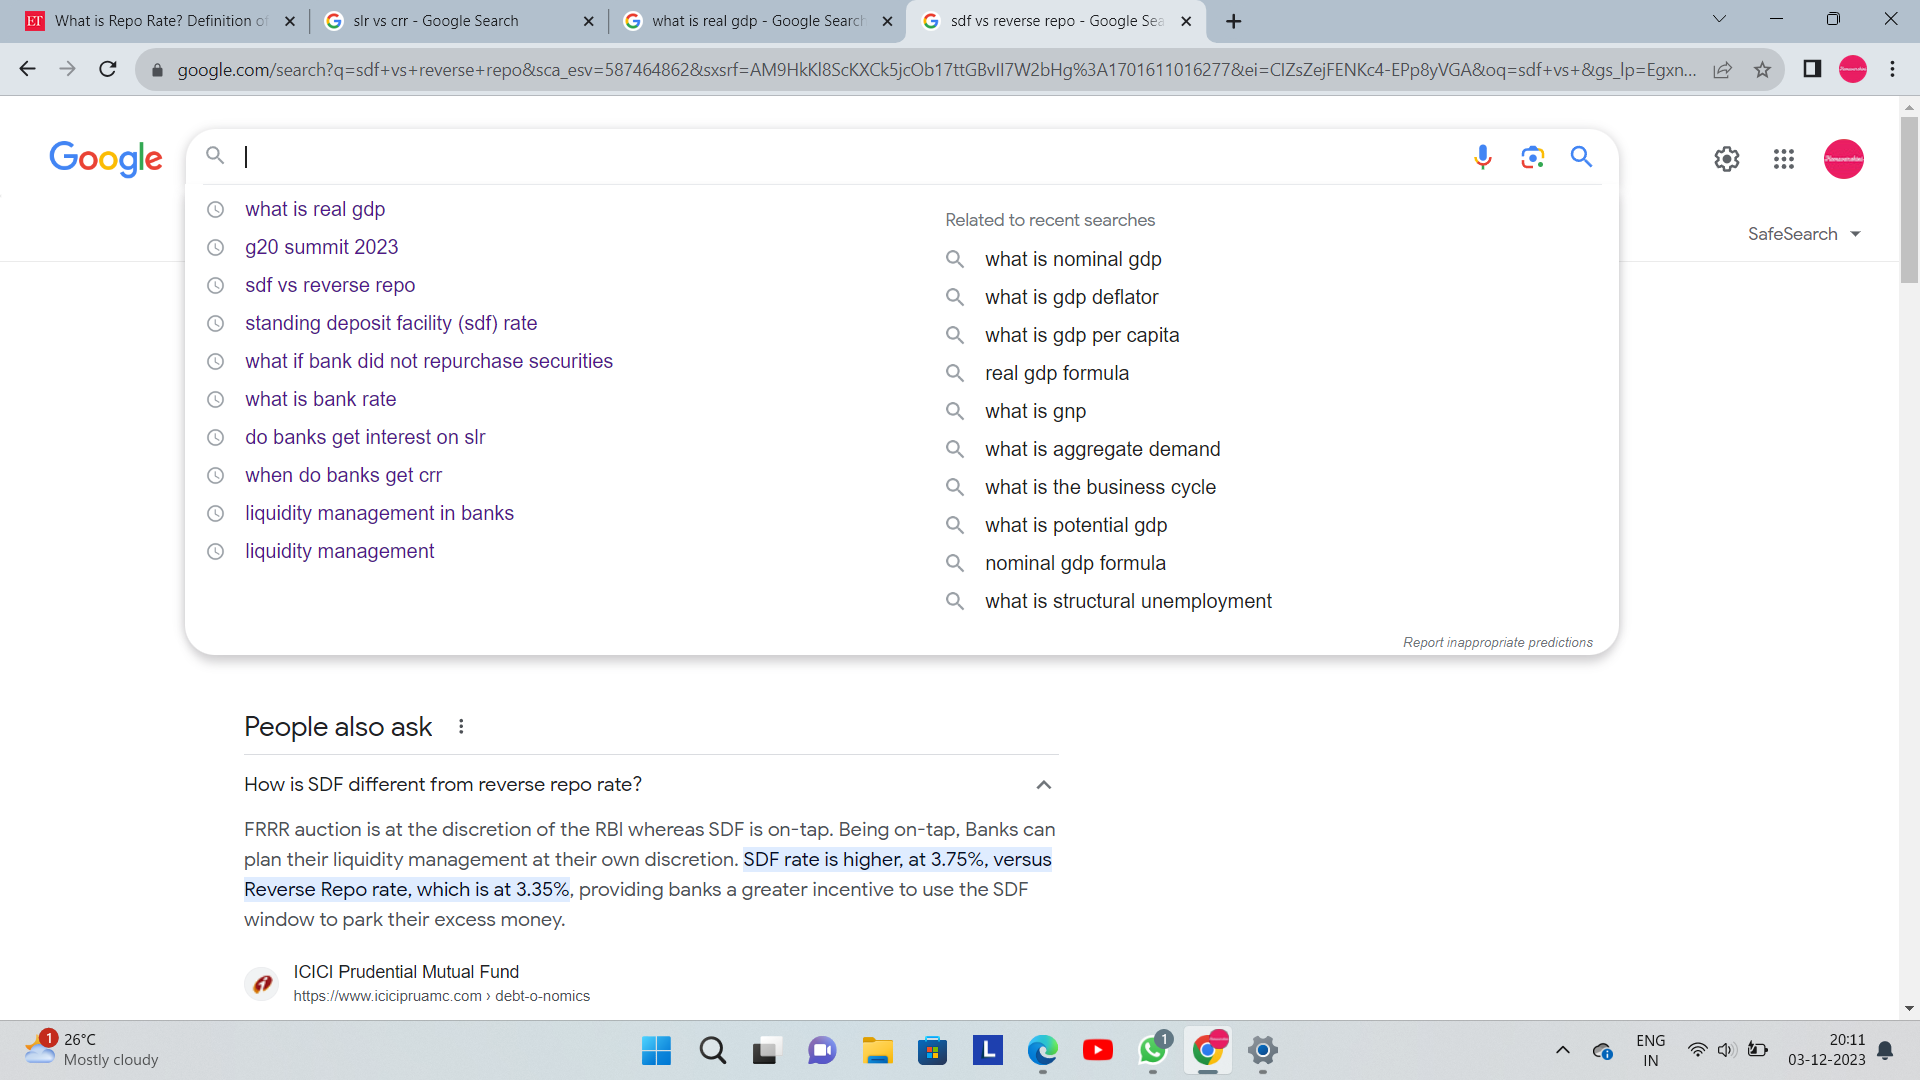 What is Repo Rate? Definition of
slr vs crr - Google Search
what is real gdp - Google Search
sdf vs reverse repo - Google Sea
google.com/search?q=sdf+vs+reverse+repo&sca_esv=587464862&sxsrf=AM9HkKl8ScKXCk5jcOb17ttGBvII7W2bHg%3A1701611016277&ei=CIZsZejFENKc4-EPp8yVGA&oq=sdf+vs+&gs_lp=Egxn...
Google
what is real gdp
g20 summit 2023
sdf vs reverse repo
standing deposit facility (sdf) rate
what if bank did not repurchase securities
what is bank rate
do banks get interest on slr
when do banks get crr
liquidity management in banks
liquidity management
Related to recent searches
what is nominal gdp
what is gdp deflator
what is gdp per capita
real gdp formula
what is gnp
what is aggregate demand
what is the business cycle
what is potential gdp
nominal gdp formula
what is structural unemployment
Report inappropriate predictions
SafeSearch
People also ask
How is SDF different from reverse repo rate?
FRRR auction is at the discretion of the RBI whereas SDF is on-tap. Being on-tap, Banks can
plan their liquidity management at their own discretion. SDF rate is higher, at 3.75%, versus
Reverse Repo rate, which is at 3.35%, providing banks a greater incentive to use the SDF
window to park their excess money.
ICICI Prudential Mutual Fund
https://www.icicipruamc.com › debt-o-nomics
1
26°C
Mostly cloudy
L
1
ENG
IN
20:11
03-12-2023